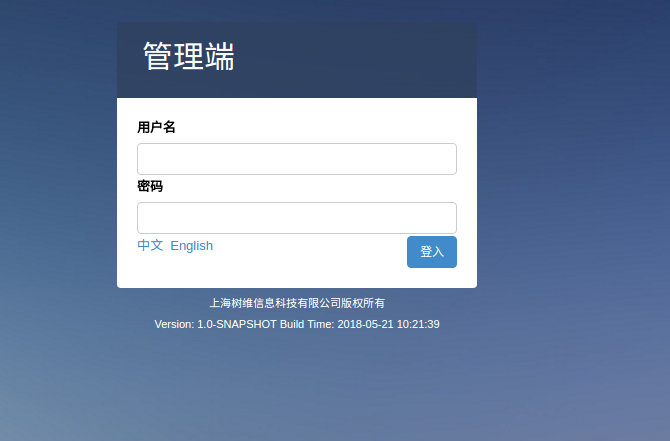 管理端
用户名
密码
中文 English
登入
上海树维信息科技有限公司版权所有
Version: 1.0-SNAPSHOT Build Time: 2018-05-21 10:21:39